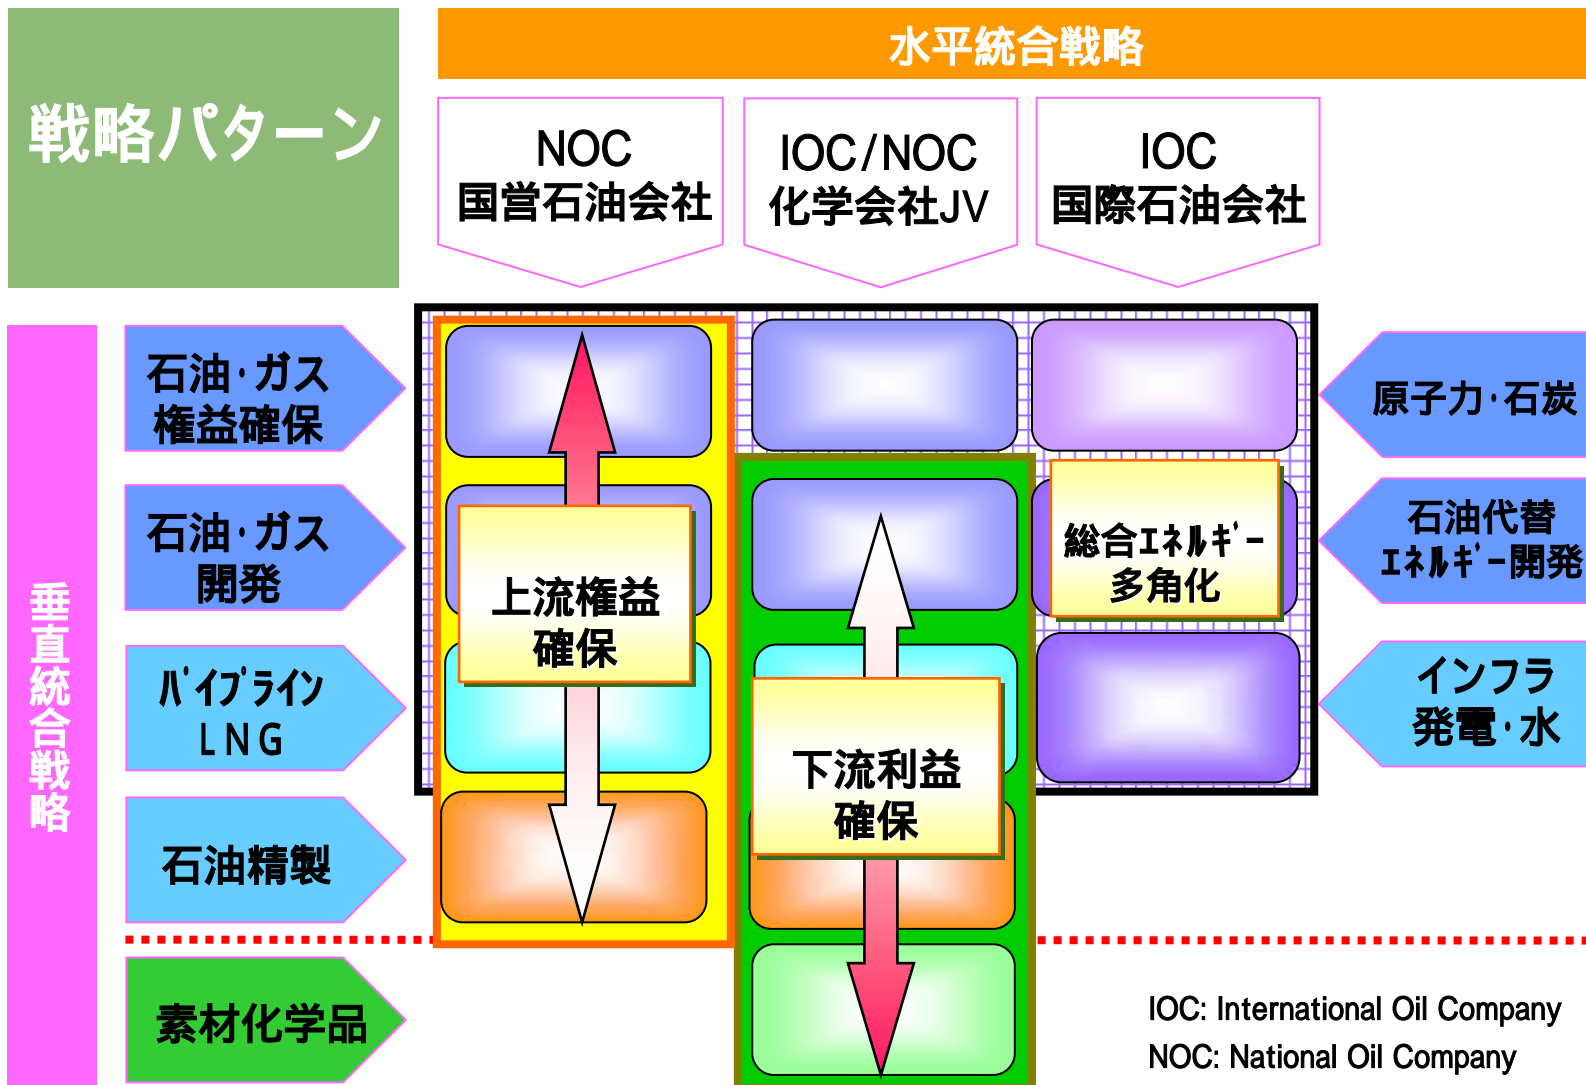 戦略パターン
水平統合戦略
NOC
国営石油会社
IOC/NOC
化学会社JV
IOC
国際石油会社
垂直統合戦略
石油・ガス
権益確保
石油・ガス
開発
ﾊﾟｲﾌﾟﾗｲﾝ
LNG
石油精製
素材化学品
上流権益
確保
下流利益
確保
総合ｴﾈﾙｷﾞｰ
多角化
原子力・石炭
石油代替
ｴﾈﾙｷﾞｰ開発
インフラ
発電・水
IOC: International Oil Company
NOC: National Oil Company